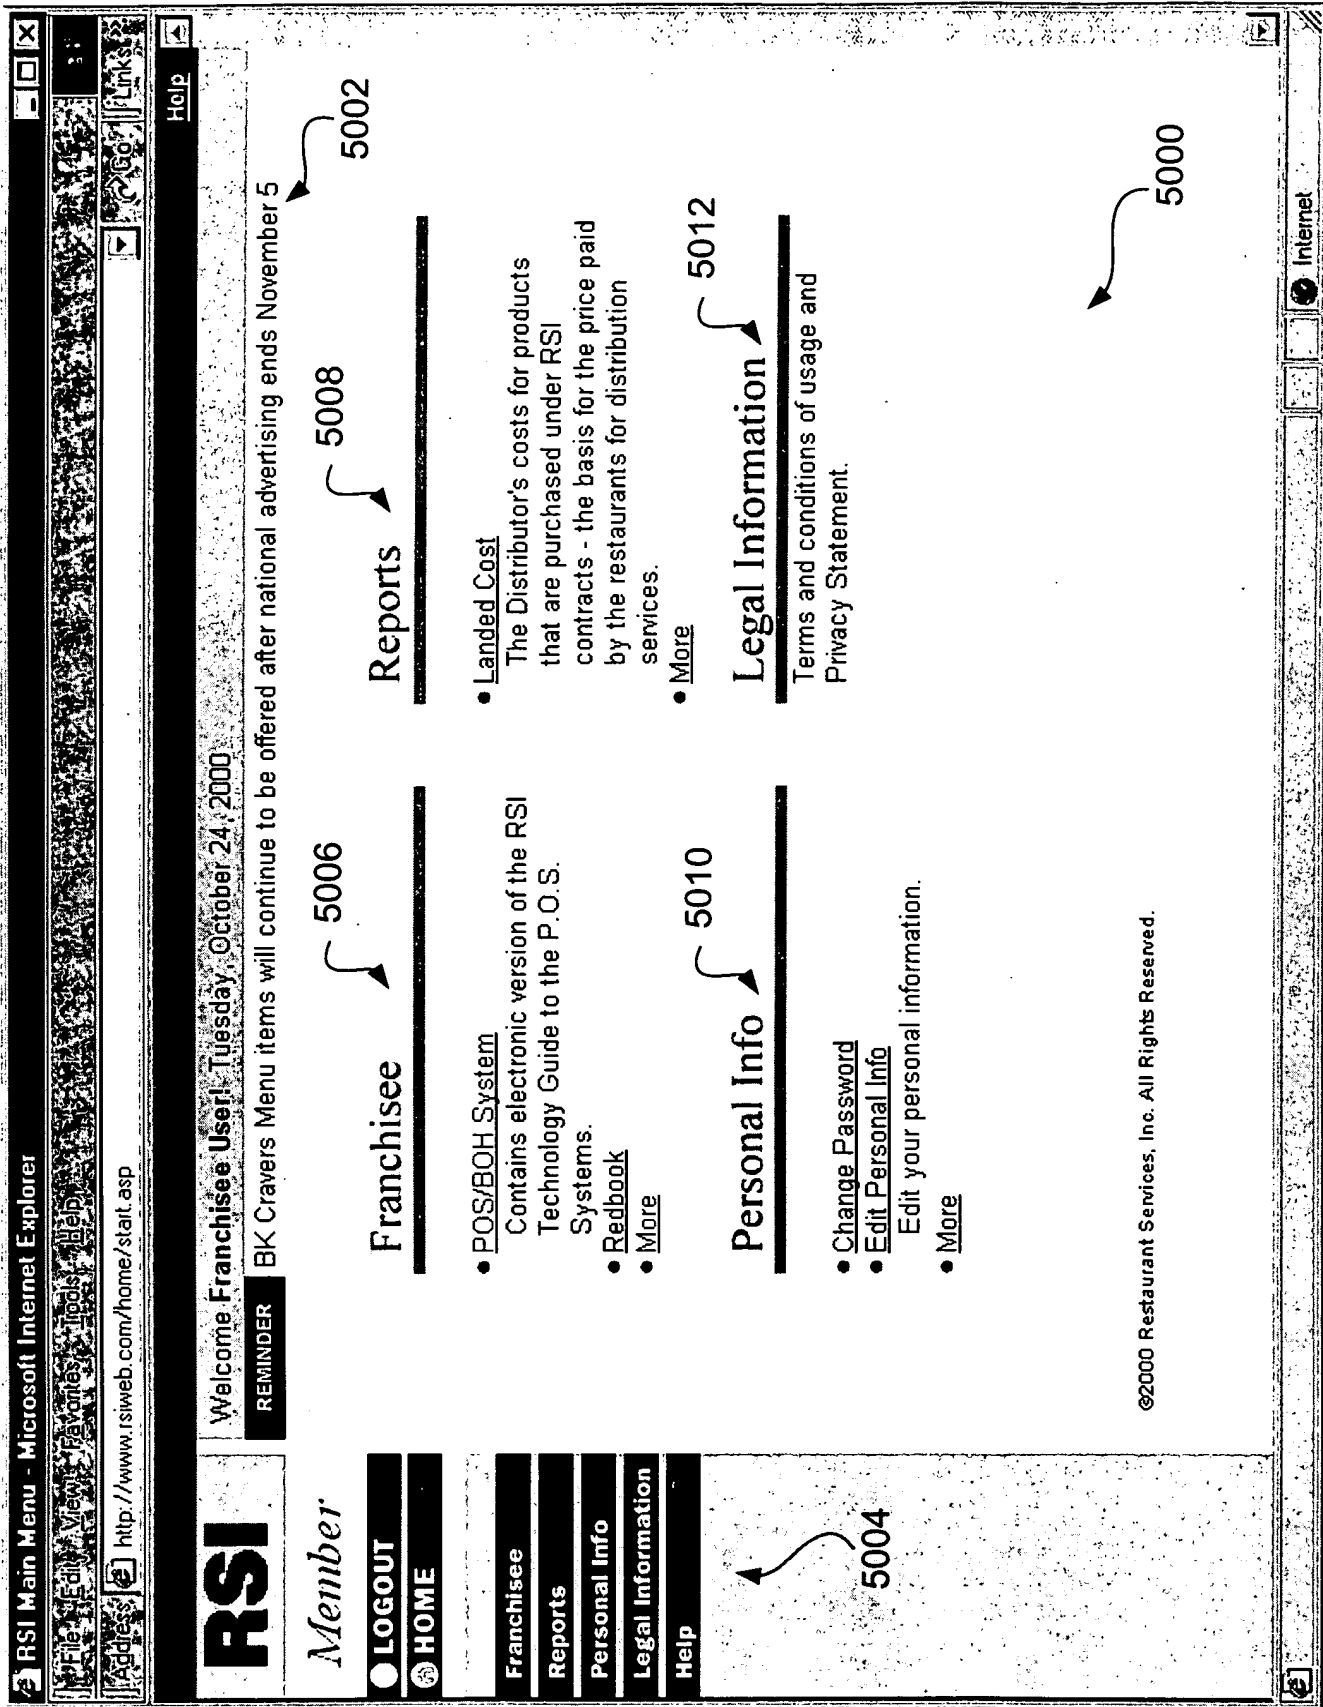 RSI Main Menu - Microsoft Internet Explorer
File Edit View Favorites Tools Help
Address http://www.rsiweb.com/home/start.asp Go Links »
Help
RSI
Welcome Franchisee User! Tuesday, October 24, 2000
REMINDER BK Cravers Menu items will continue to be offered after national advertising ends November 5
5002
Member
LOGOUT
HOME
Franchisee
Reports
Personal Info
Legal Information
Help
5004
Franchisee
5006
• POS/BOH System
Contains electronic version of the RSI
Technology Guide to the P.O.S.
Systems.
• Redbook
• More
Reports
5008
• Landed Cost
The Distributor's costs for products
that are purchased under RSI
contracts - the basis for the price paid
by the restaurants for distribution
services.
• More
Personal Info
5010
• Change Password
• Edit Personal Info
Edit your personal information.
• More
Legal Information
5012
Terms and conditions of usage and
Privacy Statement.
5000
©2000 Restaurant Services, Inc. All Rights Reserved.
Internet